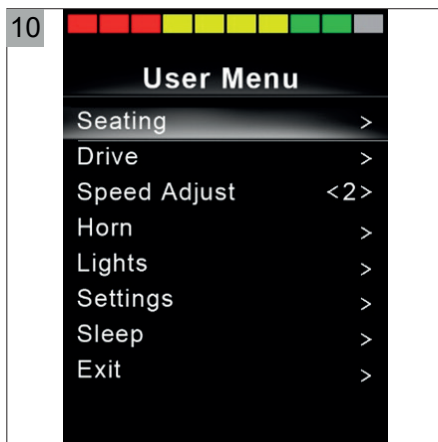 10
User Menu
Seating >
Drive >
Speed Adjust <2>
Horn >
Lights >
Settings >
Sleep >
Exit >